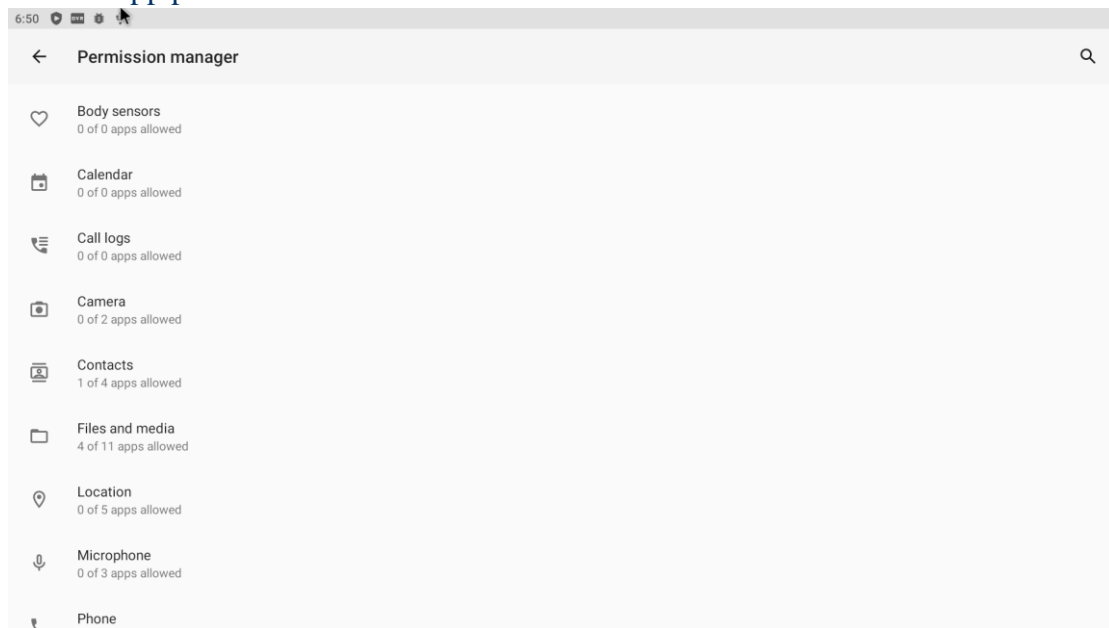 6:50
Permission manager
Body sensors
0 of 0 apps allowed
Calendar
0 of 0 apps allowed
Call logs
0 of 0 apps allowed
Camera
0 of 2 apps allowed
Contacts
1 of 4 apps allowed
Files and media
4 of 11 apps allowed
Location
0 of 5 apps allowed
Microphone
0 of 3 apps allowed
Phone